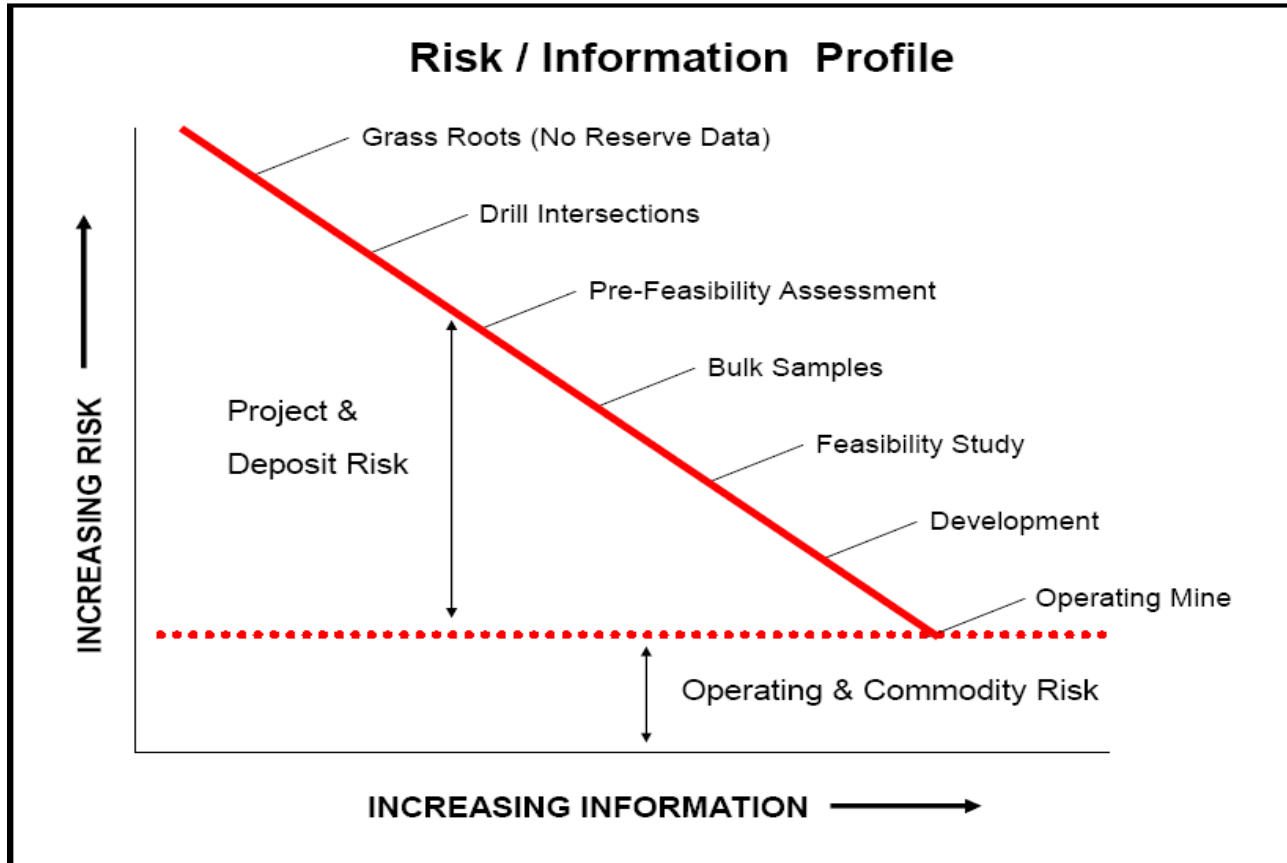 Risk / Information Profile
Grass Roots (No Reserve Data)
Drill Intersections
Pre-Feasibility Assessment
Bulk Samples
Project &
Deposit Risk
Feasibility Study
Development
Operating Mine
Operating & Commodity Risk
INCREASING RISK
INCREASING INFORMATION